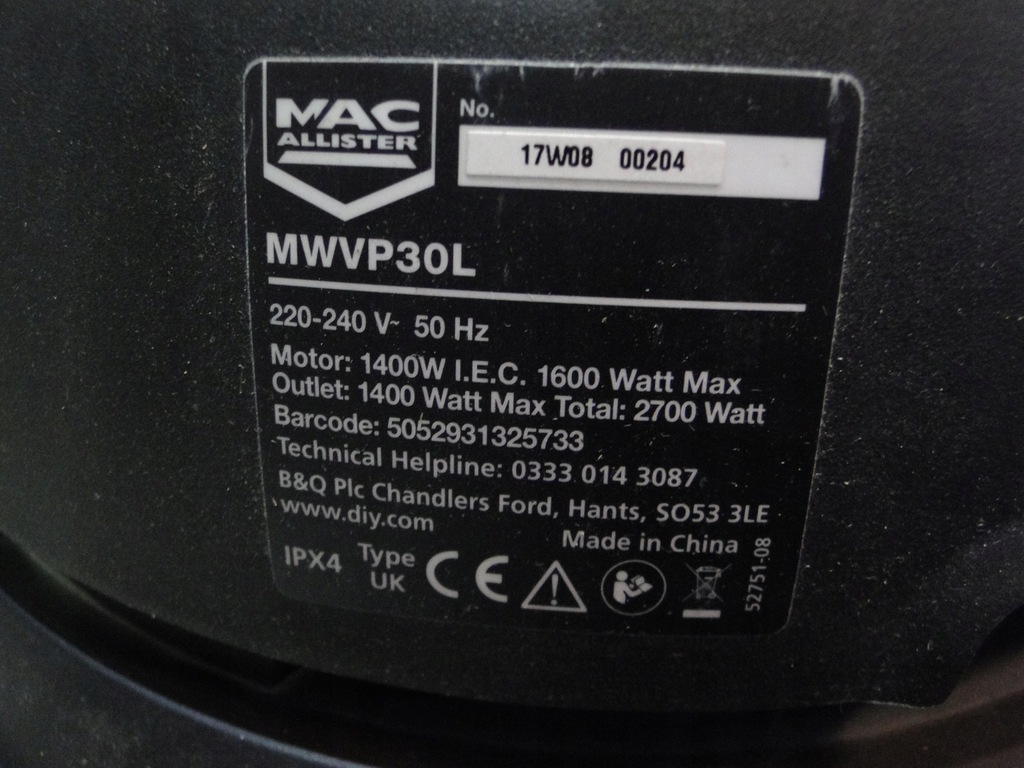 MAC
ALLISTER
No.
17W08 00204
MWVP30L
220-240 V~ 50 Hz
Motor: 1400W I.E.C. 1600 Watt Max
Outlet: 1400 Watt Max Total: 2700 Watt
Barcode: 5052931325733
Technical Helpline: 0333 014 3087
B&Q Plc Chandlers Ford, Hants, SO53 3LE
www.diy.com
Made in China
IPX4
Type
UK
CE
52751-08